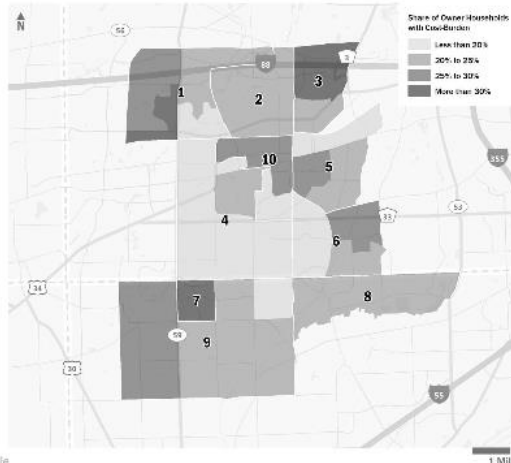 N
56
88
3
Share of Owner Households
with Cost-Burden
Less than 20%
20% to 25%
25% to 30%
More than 30%
1
2
3
10
5
355
4
53
33
6
34
7
8
59
9
30
55
1 Mil